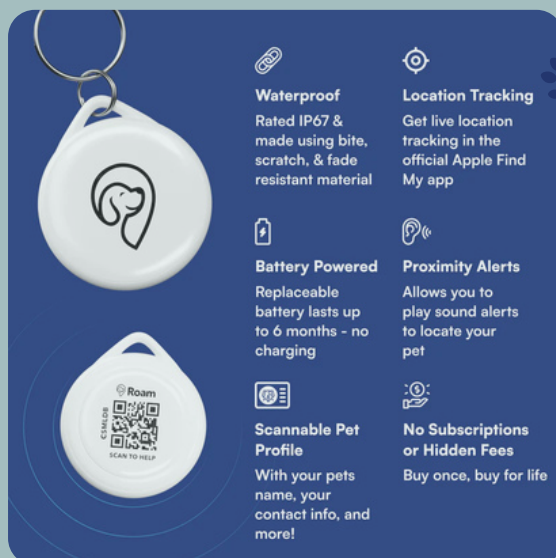 Waterproof
Rated IP67 &
made using bite,
scratch, & fade
resistant material
Location Tracking
Get live location
tracking in the
official Apple Find
My app
Battery Powered
Replaceable
battery lasts up
to 6 months - no
charging
Proximity Alerts
Allows you to
play sound alerts
to locate your
pet
Roam
CSMLDB
SCAN TO HELP
Scannable Pet
Profile
With your pets
name, your
contact info, and
more!
No Subscriptions
or Hidden Fees
Buy once, buy for life